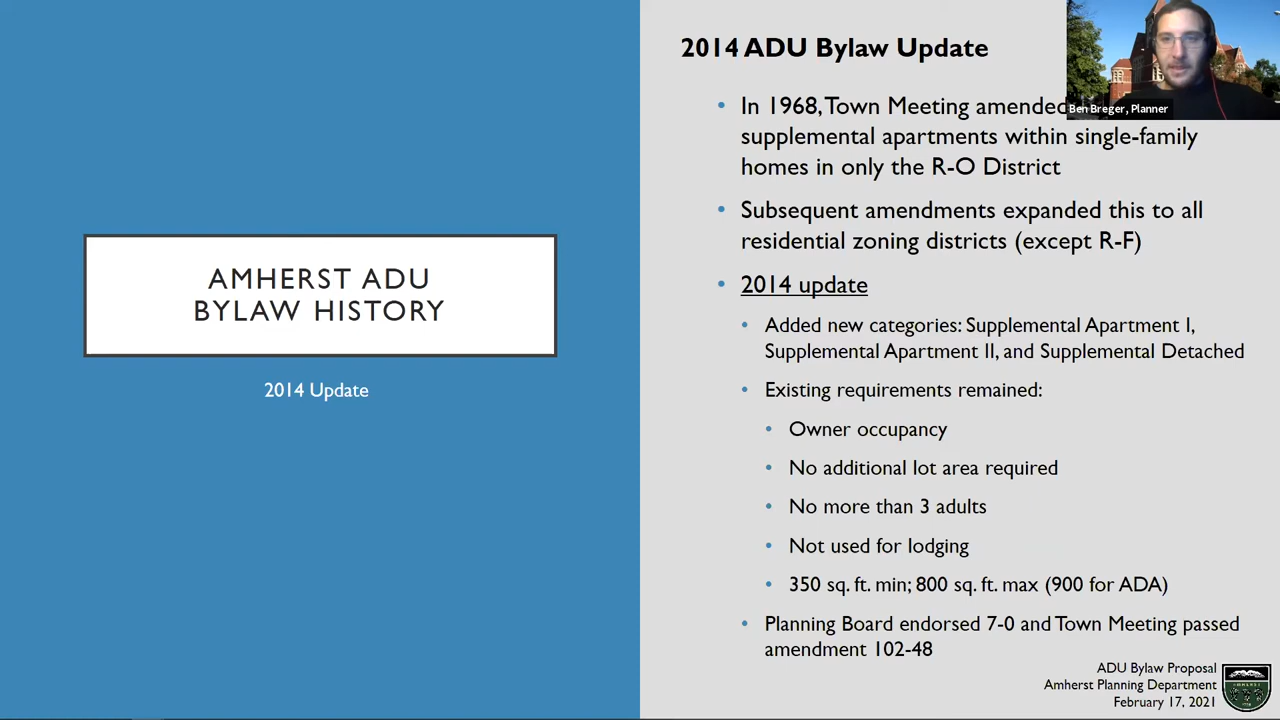 2014 ADU Bylaw Update
Ben Breger, Planner
In 1968, Town Meeting amended
supplemental apartments within single-family
homes in only the R-O District
Subsequent amendments expanded this to all
residential zoning districts (except R-F)
2014 update
Added new categories: Supplemental Apartment I,
Supplemental Apartment II, and Supplemental Detached
Existing requirements remained:
Owner occupancy
No additional lot area required
No more than 3 adults
Not used for lodging
350 sq. ft. min; 800 sq. ft. max (900 for ADA)
Planning Board endorsed 7-0 and Town Meeting passed
amendment 102-48
AMHERST ADU
BYLAW HISTORY
2014 Update
ADU Bylaw Proposal
Amherst Planning Department
February 17, 2021